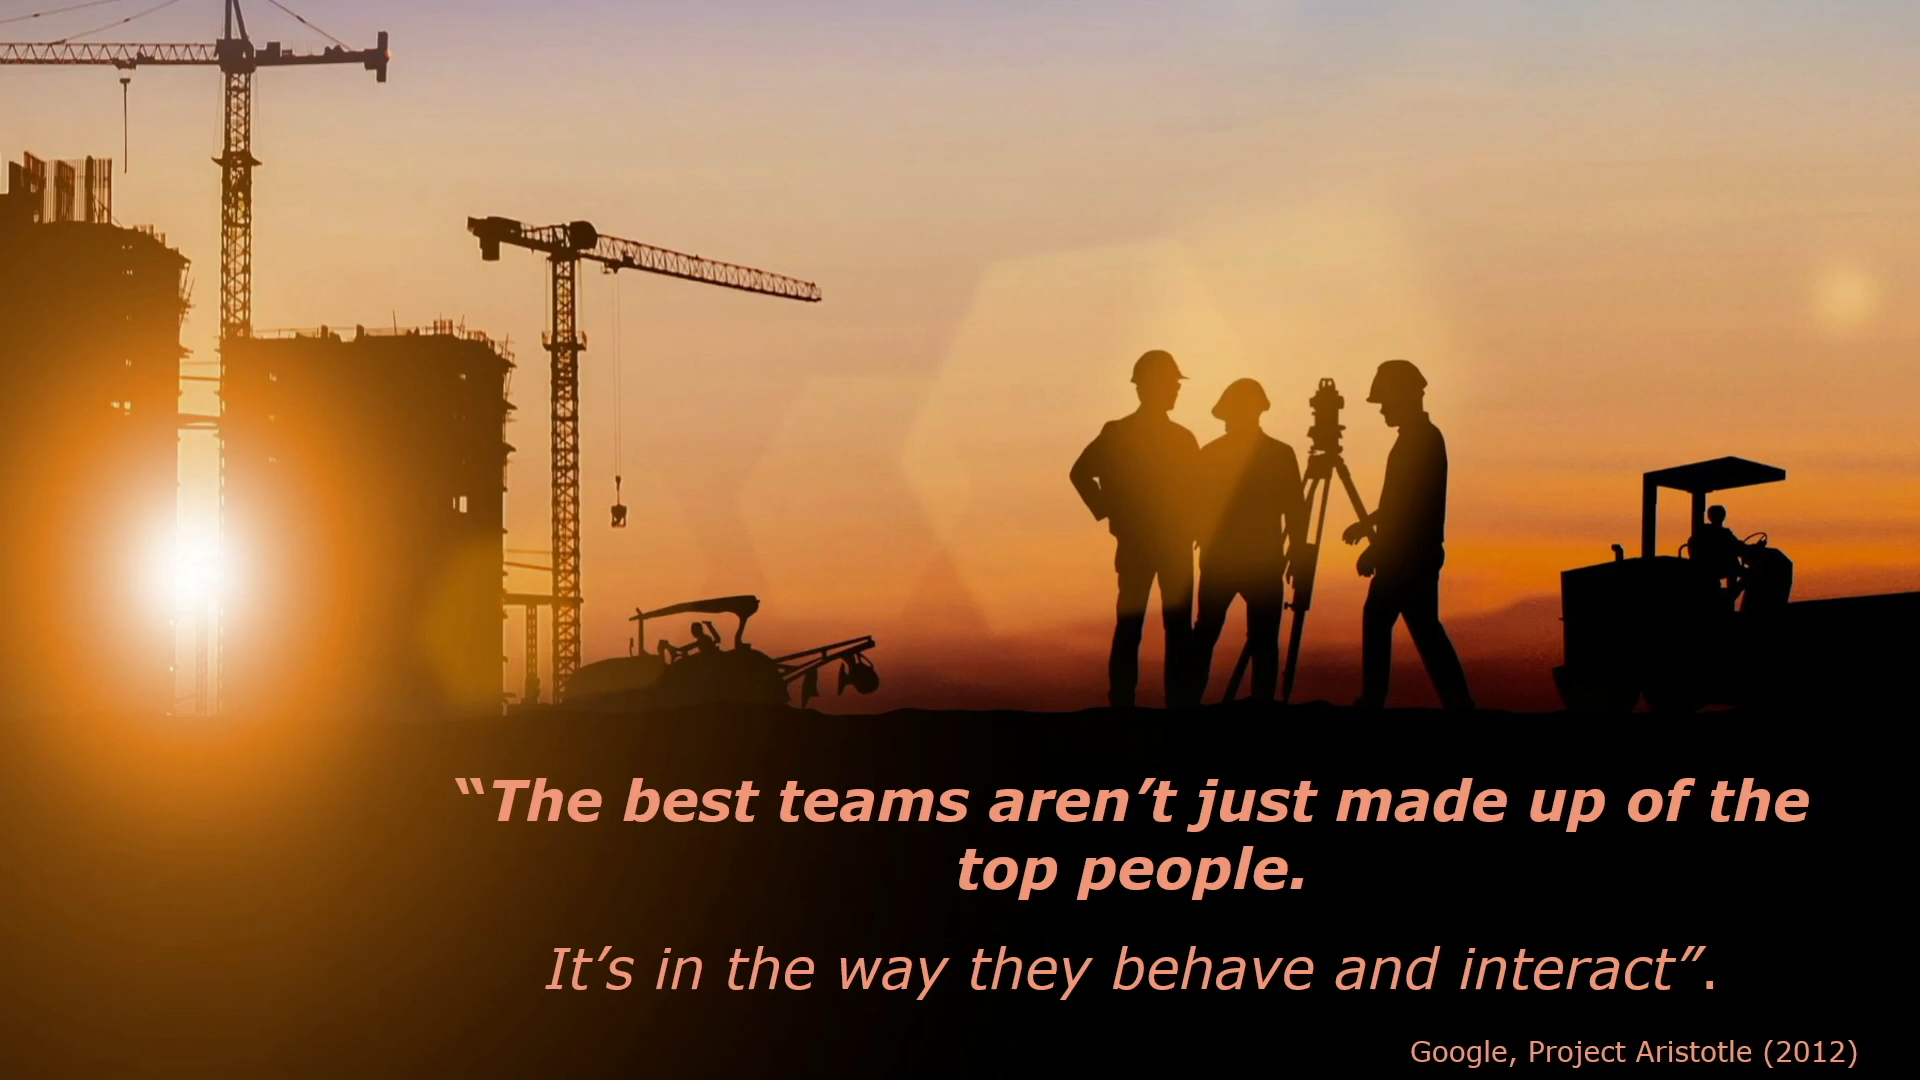 “The best teams aren’t just made up of the
top people.
It’s in the way they behave and interact”.
Google, Project Aristotle (2012)